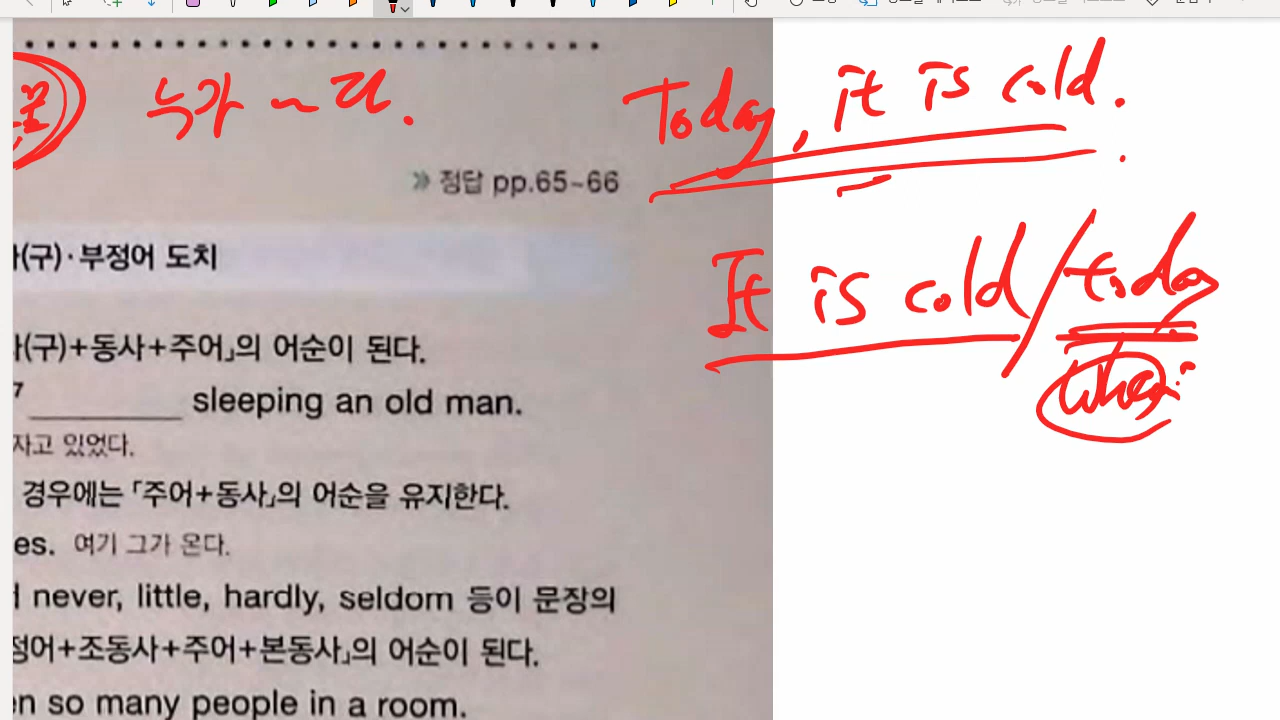 누가 ~ 다.
Today, it is cold.
》 정답 pp.65~66
(구)·부정어 도치
It is cold / today
when
(구)+동사+주어」의 어순이 된다.
7 ________ sleeping an old man.
자고 있었다.
경우에는 「주어+동사」의 어순을 유지한다.
es. 여기 그가 온다.
never, little, hardly, seldom 등이 문장의
정어+조동사+주어+본동사」의 어순이 된다.
en so many people in a room.